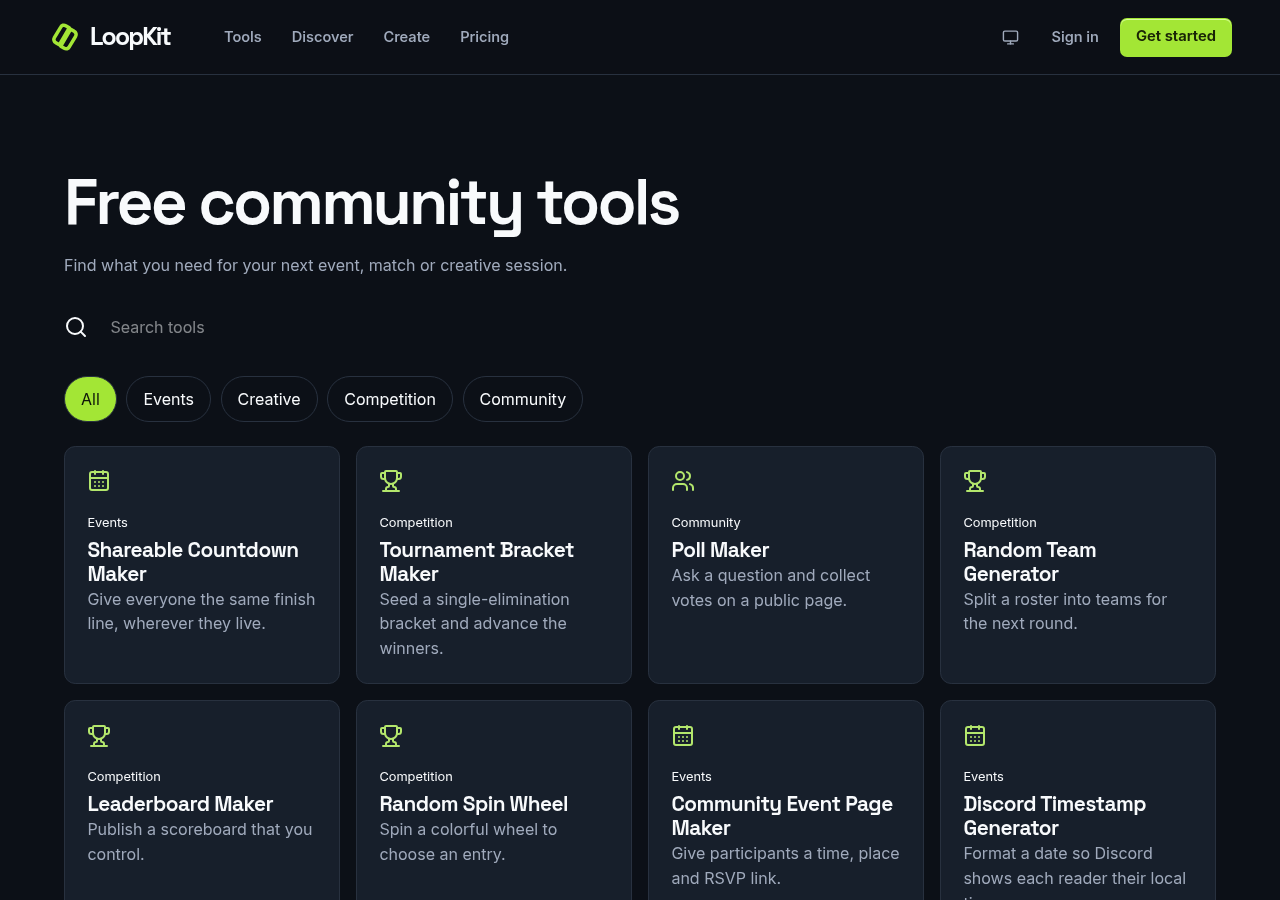 LoopKit
Tools
Discover
Create
Pricing
Sign in
Get started
Free community tools
Find what you need for your next event, match or creative session.
Search tools
All
Events
Creative
Competition
Community
Events
Shareable Countdown
Maker
Give everyone the same finish
line, wherever they live.
Competition
Tournament Bracket
Maker
Seed a single-elimination
bracket and advance the
winners.
Community
Poll Maker
Ask a question and collect
votes on a public page.
Competition
Random Team
Generator
Split a roster into teams for
the next round.
Competition
Leaderboard Maker
Publish a scoreboard that you
control.
Competition
Random Spin Wheel
Spin a colorful wheel to
choose an entry.
Events
Community Event Page
Maker
Give participants a time, place
and RSVP link.
Events
Discord Timestamp
Generator
Format a date so Discord
shows each reader their local